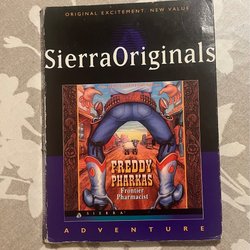 ORIGINAL EXCITEMENT. NEW VALUE
SierraOriginals
FREDDY
PHARKAS
Frontier
Pharmacist
SIERRA
ADVENTURE